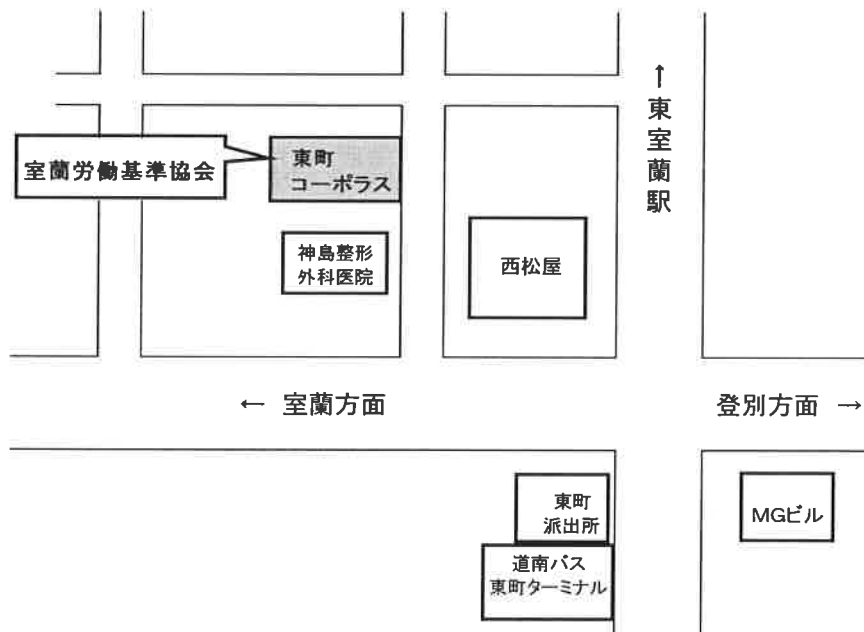 ↑
東室蘭駅
室蘭労働基準協会
東町
コーポラス
神島整形
外科医院
西松屋
← 室蘭方面
登別方面 →
東町
派出所
MGビル
道南バス
東町ターミナル